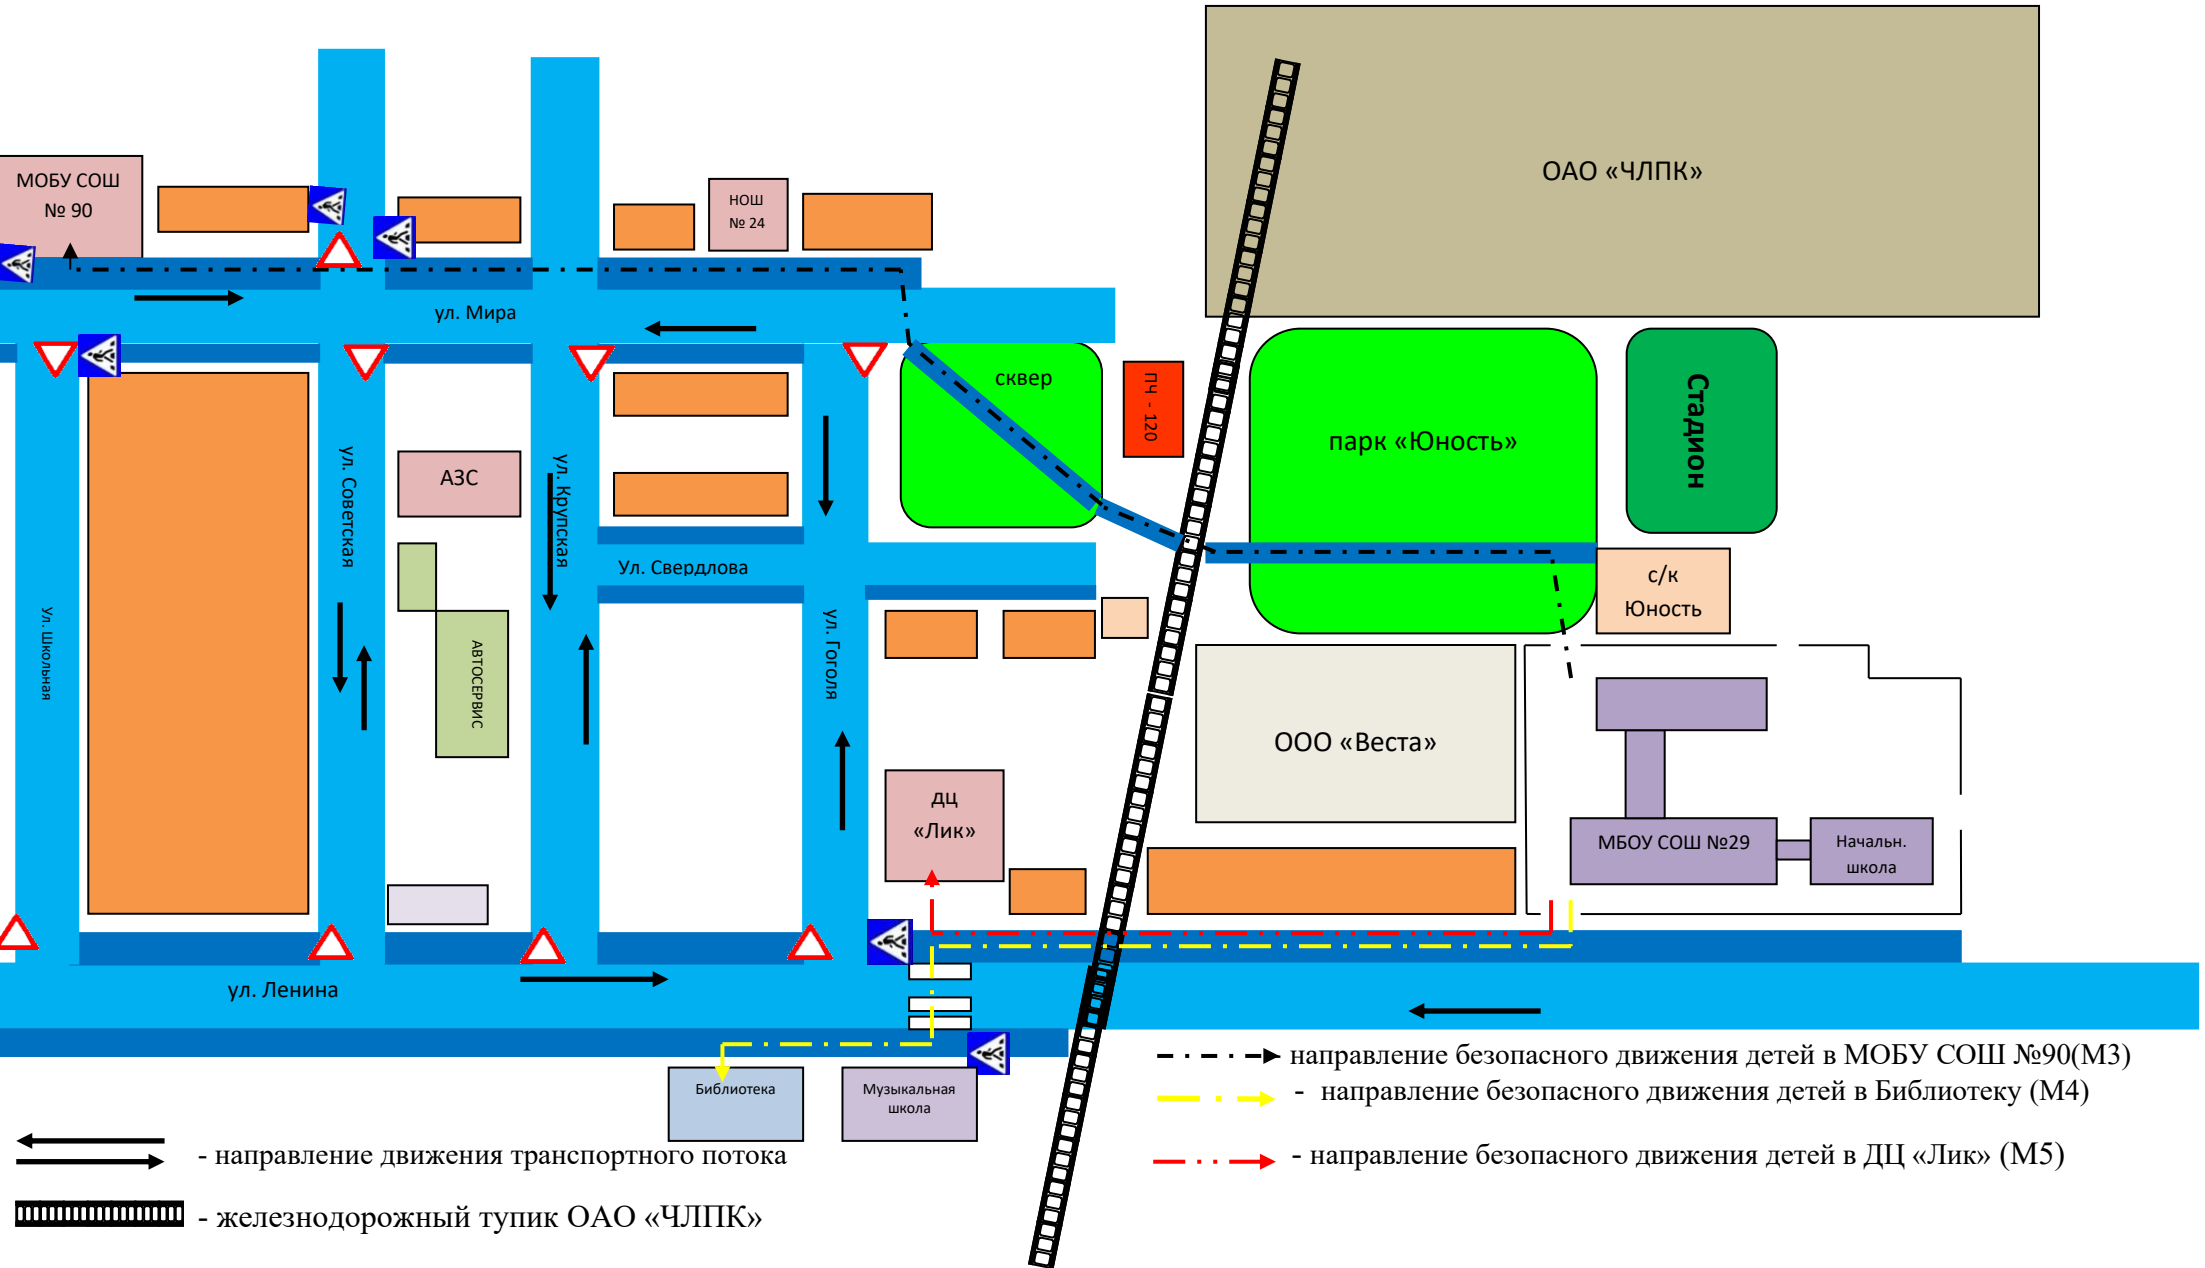 МОБУ СОШ
№ 90
НОШ
№ 24
ОАО «ЧЛПК»
ул. Мира
сквер
ПЧ - 120
парк «Юность»
Стадион
ул. Советская
АЗС
ул. Крупская
Ул. Свердлова
с/к
Юность
Ул. Школьная
АВТОСЕРВИС
ул. Гоголя
ООО «Веста»
ДЦ
«Лик»
МБОУ СОШ №29
Начальн.
школа
ул. Ленина
Библиотека
Музыкальная
школа
направление безопасного движения детей в МОБУ СОШ №90(М3)
- направление безопасного движения детей в Библиотеку (М4)
- направление безопасного движения детей в ДЦ «Лик» (М5)
- направление движения транспортного потока
- железнодорожный тупик ОАО «ЧЛПК»